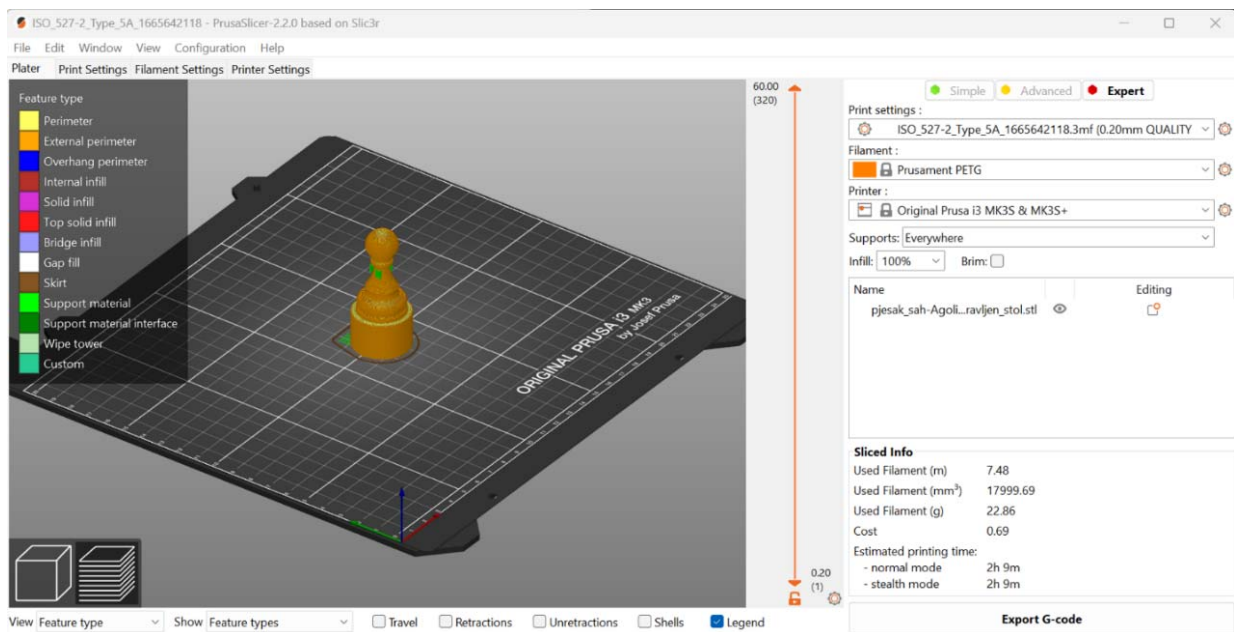 ISO_527-2_Type_5A_1665642118 - PrusaSlicer-2.2.0 based on Slic3r
File Edit Window View Configuration Help
Plater Print Settings Filament Settings Printer Settings
Feature type
Perimeter
External perimeter
Overhang perimeter
Internal infill
Solid infill
Top solid infill
Bridge infill
Gap fill
Skirt
Support material
Support material interface
Wipe tower
Custom
ORIGINAL PRUSA i3 MK3
by Josef Prusa
60.00
(320)
0.20
(1)
Simple Advanced Expert
Print settings :
ISO_527-2_Type_5A_1665642118.3mf (0.20mm QUALITY
Filament :
Prusament PETG
Printer :
Original Prusa i3 MK3S & MK3S+
Supports: Everywhere
Infill: 100% Brim:
Name Editing
pjesak_sah-Agoli...ravljen_stol.stl
Sliced Info
Used Filament (m) 7.48
Used Filament (mm³) 17999.69
Used Filament (g) 22.86
Cost 0.69
Estimated printing time:
- normal mode 2h 9m
- stealth mode 2h 9m
View Feature type Show Feature types Travel Retractions Unretractions Shells Legend
Export G-code